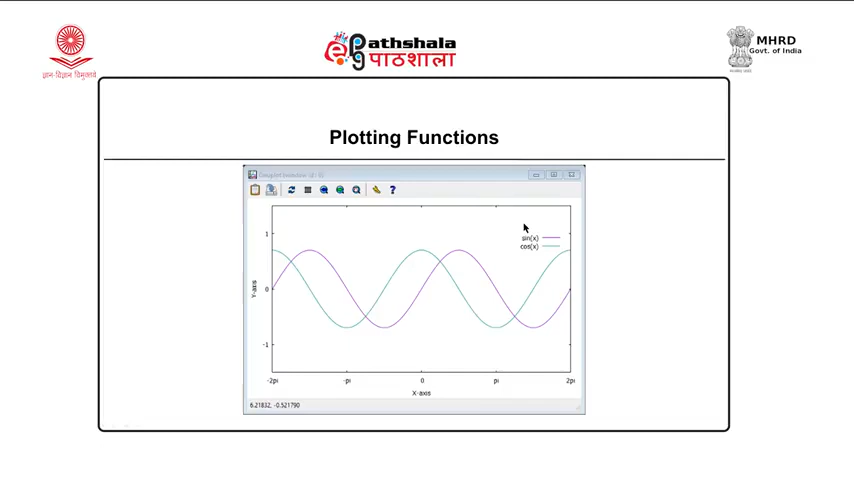 ज्ञान-विज्ञान विमुक्तये
ePathshala
पाठशाला
MHRD
Govt. of India
Plotting Functions
1
sin(x)
cos(x)
Y-axis
0
-1
-2pi
-pi
0
pi
2pi
X-axis
6.21832, -0.521790